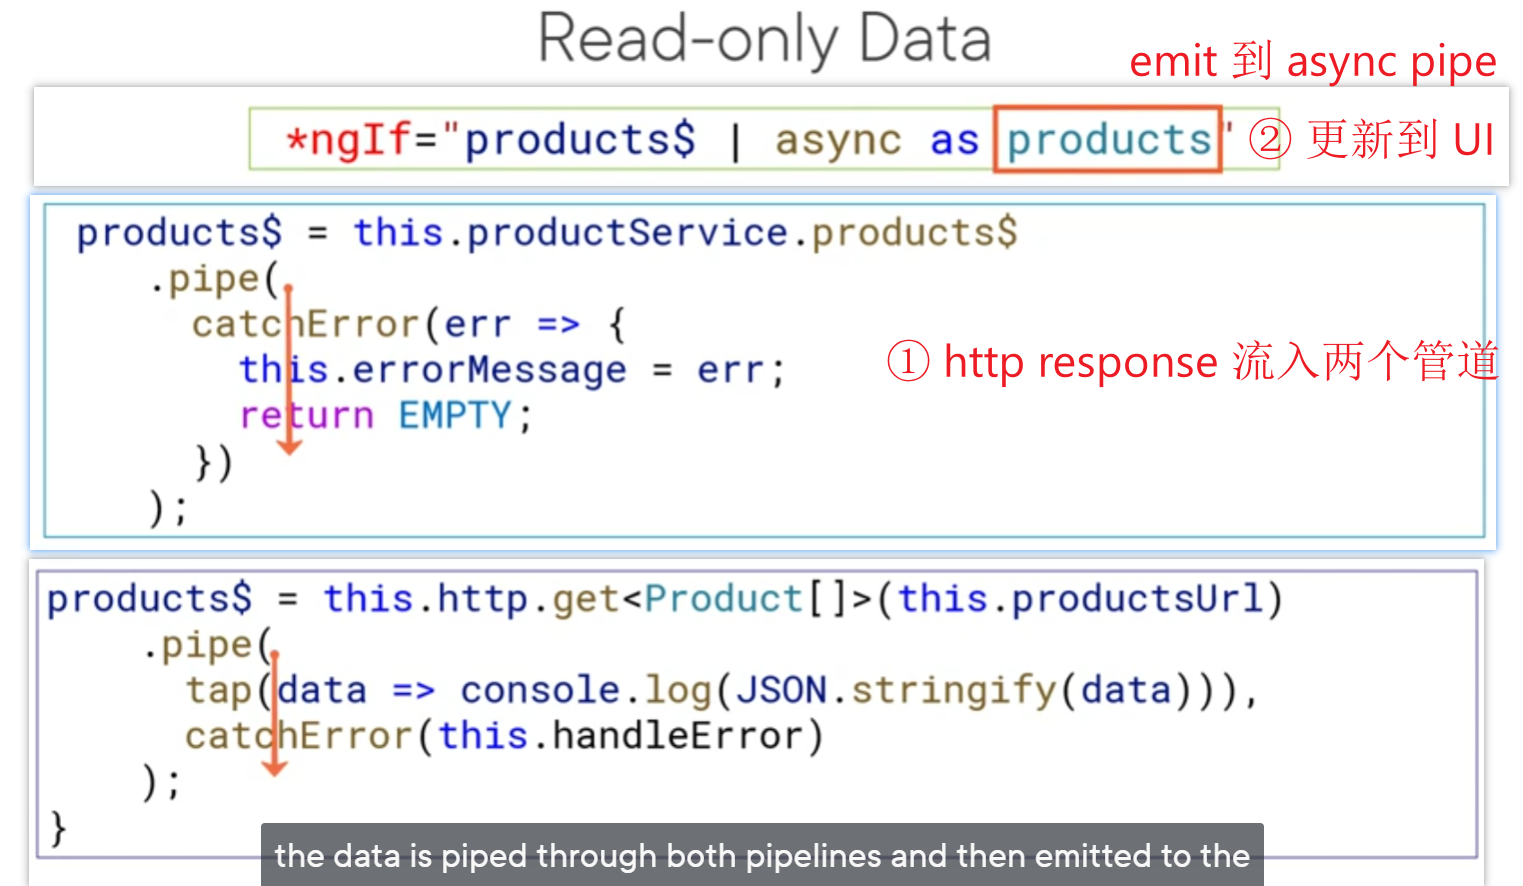 Read-only Data
emit 到 async pipe
*ngIf="products$ | async as products"
② 更新到 UI
products$ = this.productService.products$
.pipe(
catchError(err => {
this.errorMessage = err;
① http response 流入两个管道
return EMPTY;
})
);
products$ = this.http.get<Product[]>(this.productsUrl)
.pipe(
tap(data => console.log(JSON.stringify(data))),
catchError(this.handleError)
);
}
the data is piped through both pipelines and then emitted to the